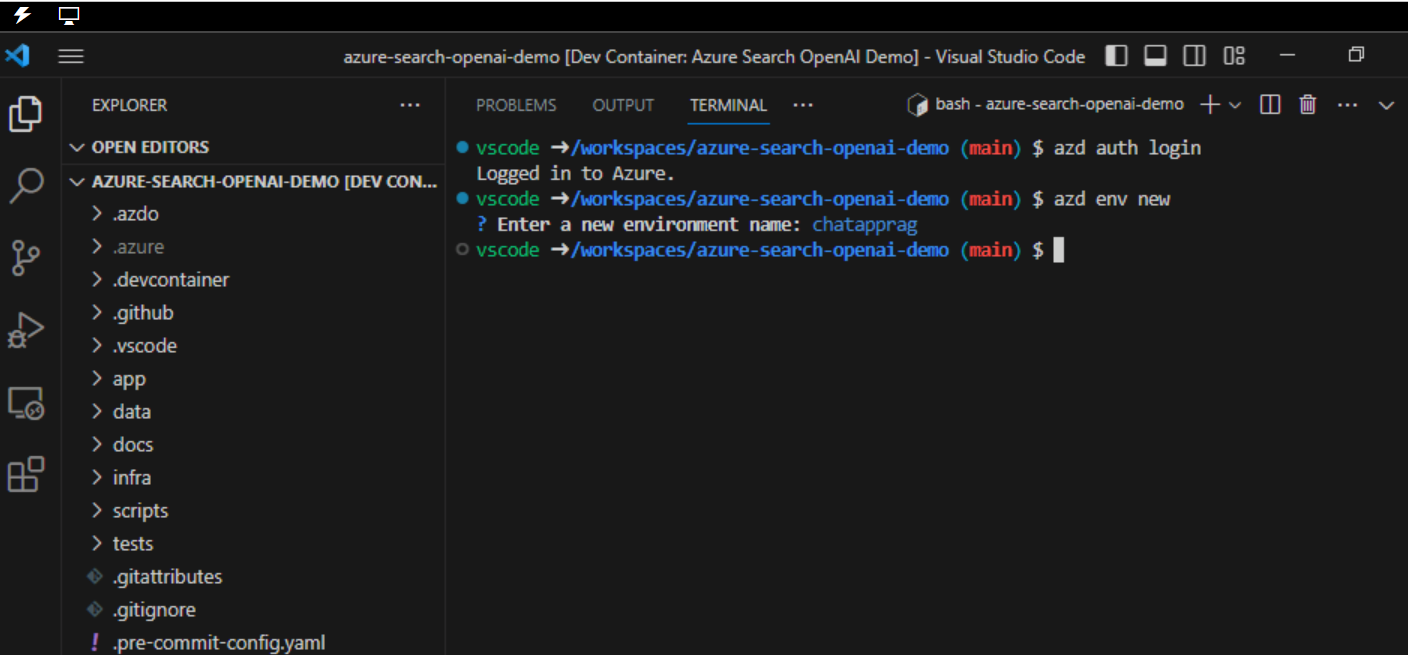 azure-search-openai-demo [Dev Container: Azure Search OpenAI Demo] - Visual Studio Code
EXPLORER
OPEN EDITORS
AZURE-SEARCH-OPENAI-DEMO [DEV CON...
.azdo
.azure
.devcontainer
.github
.vscode
app
data
docs
infra
scripts
tests
.gitattributes
.gitignore
! .pre-commit-config.yaml
PROBLEMS OUTPUT TERMINAL ... bash - azure-search-openai-demo
vscode ➜/workspaces/azure-search-openai-demo (main) $ azd auth login
Logged in to Azure.
vscode ➜/workspaces/azure-search-openai-demo (main) $ azd env new
? Enter a new environment name: chatapprag
vscode ➜/workspaces/azure-search-openai-demo (main) $